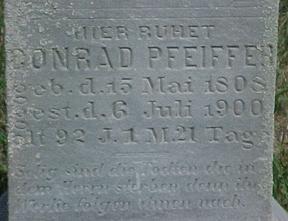 HIER RUHET
CONRAD PFEIFFER
geb. d. 15 Mai 1808
gest. d. 6 Juli 1900
alt 92 J. 1 M. 21 Tag.
Selig sind die Todten die in
dem Herrn sterben denn ihr
Werke folgen ihnen nach.